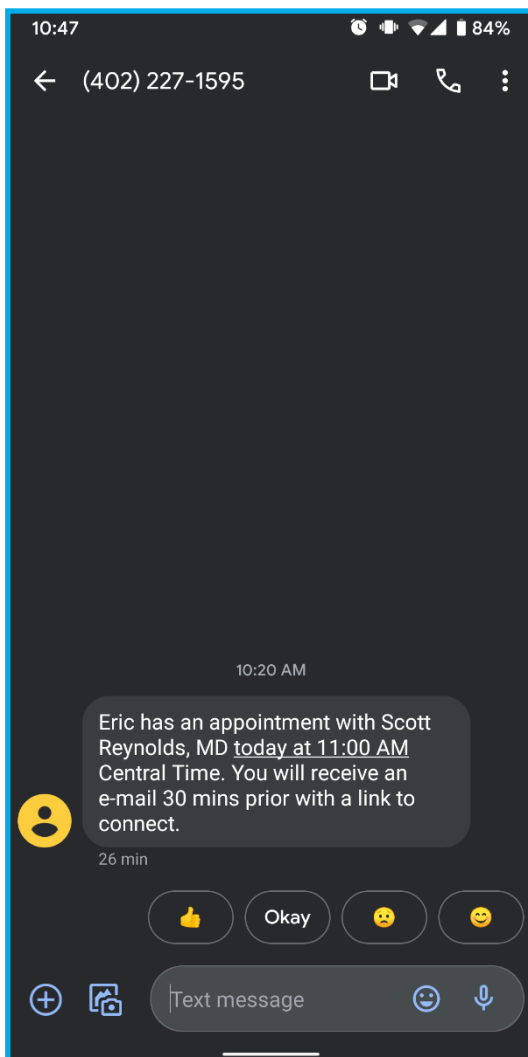 10:47 84%
(402) 227-1595
10:20 AM
Eric has an appointment with Scott
Reynolds, MD today at 11:00 AM
Central Time. You will receive an
e-mail 30 mins prior with a link to
connect.
26 min
👍 Okay 😟 😊
Text message